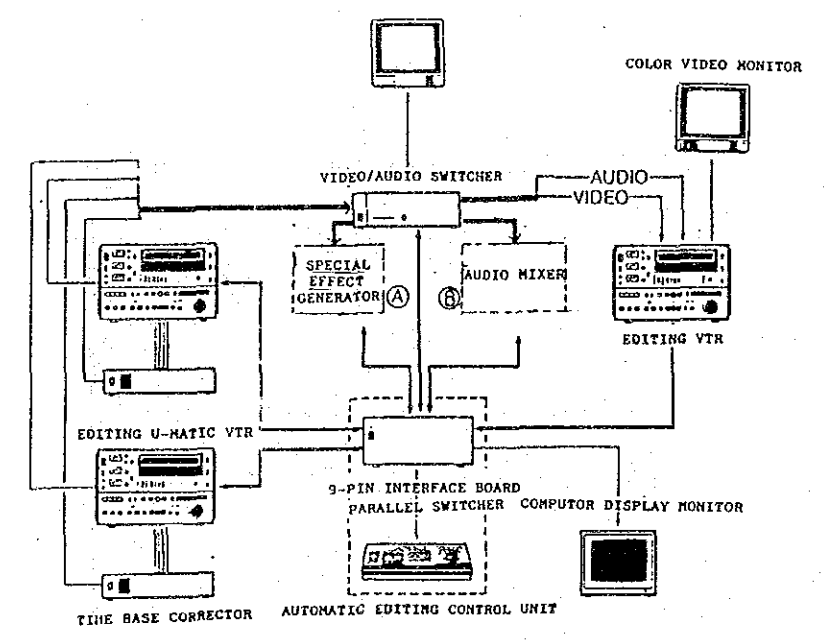 COLOR VIDEO MONITOR
VIDEO/AUDIO SWITCHER
AUDIO
VIDEO
SPECIAL
EFFECT
GENERATOR
A
B
AUDIO MIXER
EDITING VTR
EDITING U-MATIC VTR
9-PIN INTERFACE BOARD
PARALLEL SWITCHER
COMPUTOR DISPLAY MONITOR
AUTOMATIC EDITING CONTROL UNIT
TIME BASE CORRECTOR